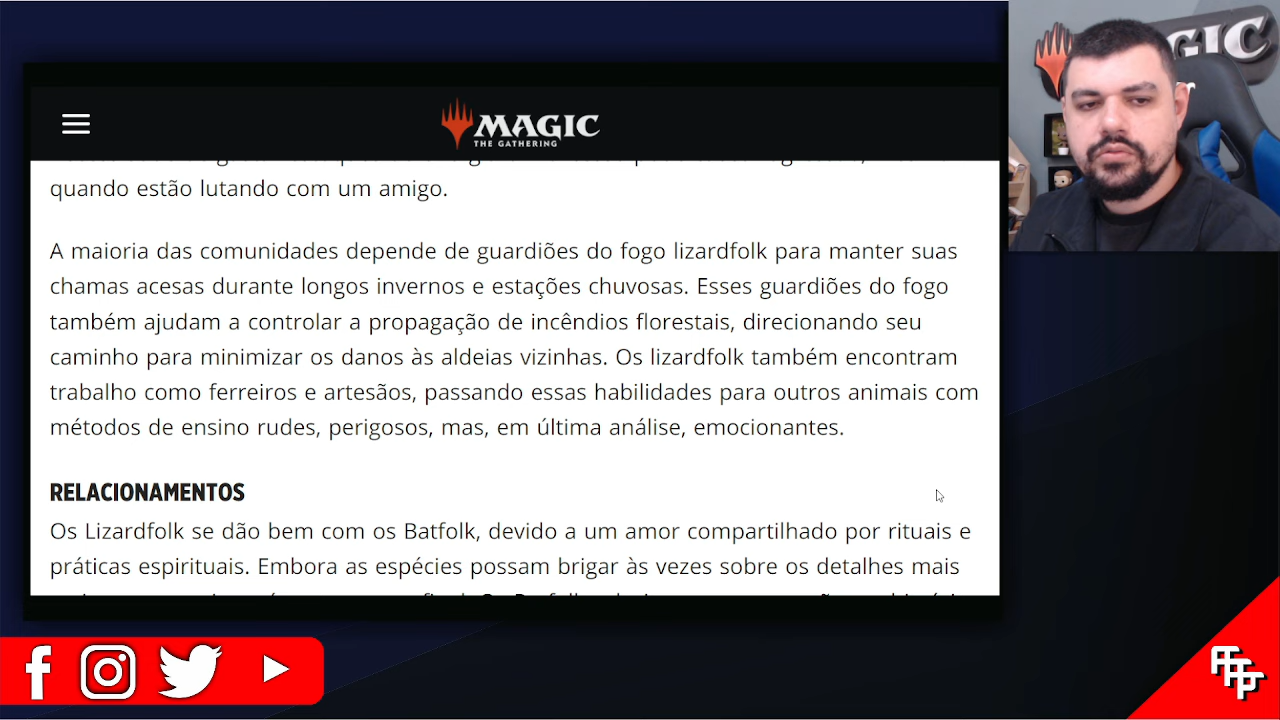 MAGIC
THE GATHERING
GIC
quando estão lutando com um amigo.
A maioria das comunidades depende de guardiões do fogo lizardfolk para manter suas
chamas acesas durante longos invernos e estações chuvosas. Esses guardiões do fogo
também ajudam a controlar a propagação de incêndios florestais, direcionando seu
caminho para minimizar os danos às aldeias vizinhas. Os lizardfolk também encontram
trabalho como ferreiros e artesãos, passando essas habilidades para outros animais com
métodos de ensino rudes, perigosos, mas, em última análise, emocionantes.
RELACIONAMENTOS
Os Lizardfolk se dão bem com os Batfolk, devido a um amor compartilhado por rituais e
práticas espirituais. Embora as espécies possam brigar às vezes sobre os detalhes mais